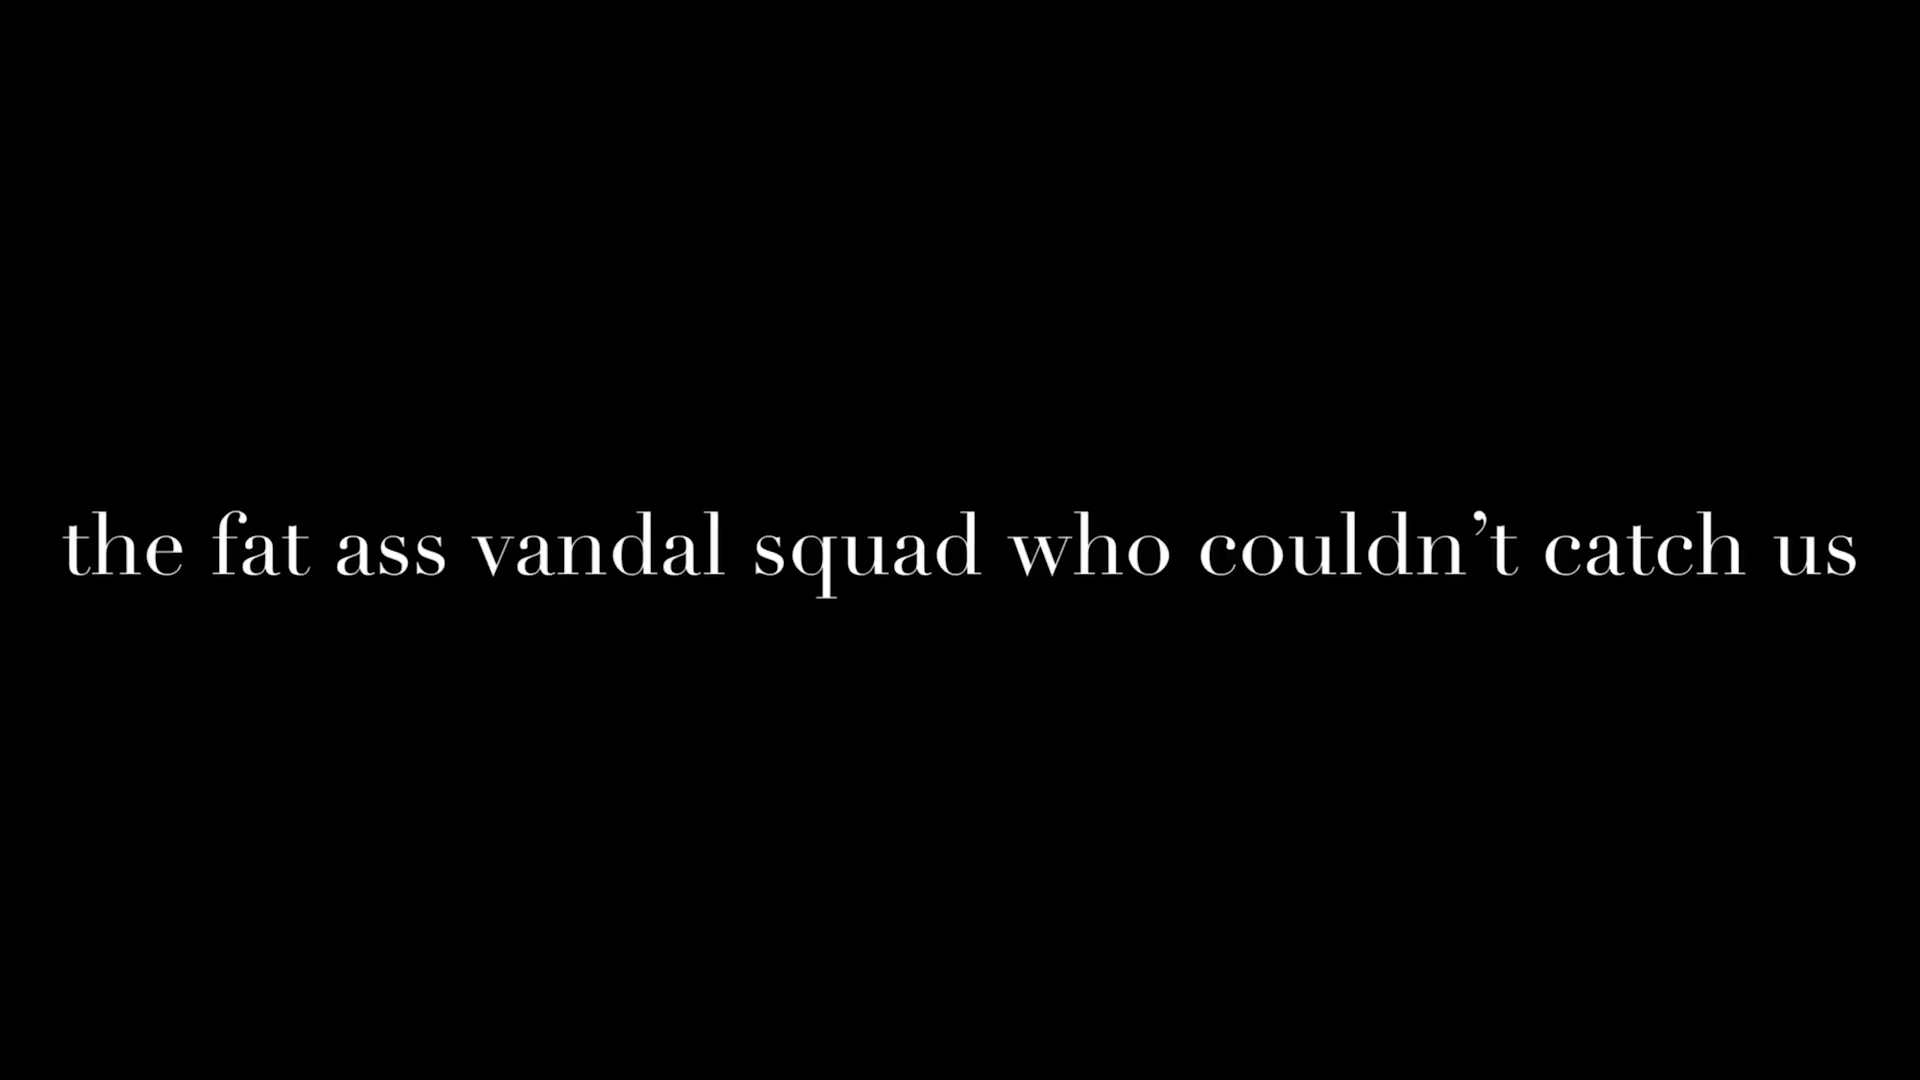 the fat ass vandal squad who couldn’t catch us